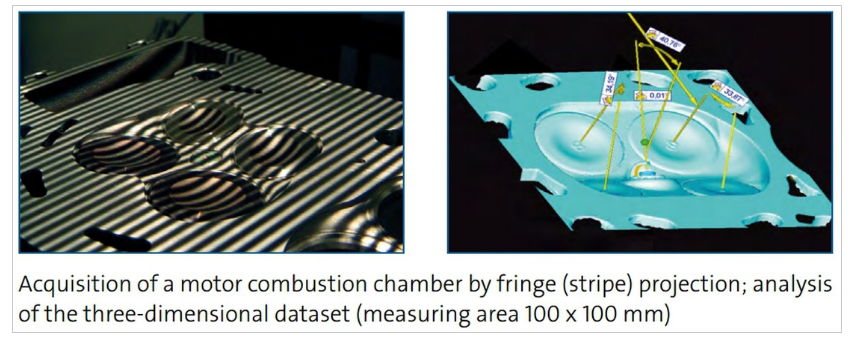 40.76°
34.19°
0.01°
33.67°
Acquisition of a motor combustion chamber by fringe (stripe) projection; analysis
of the three-dimensional dataset (measuring area 100 x 100 mm)